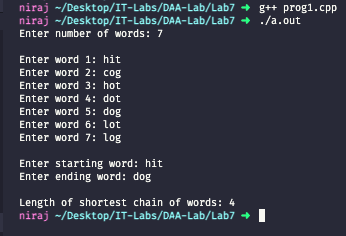 niraj ~/Desktop/IT-Labs/DAA-Lab/Lab7 ➜ g++ prog1.cpp
niraj ~/Desktop/IT-Labs/DAA-Lab/Lab7 ➜ ./a.out
Enter number of words: 7
Enter word 1: hit
Enter word 2: cog
Enter word 3: hot
Enter word 4: dot
Enter word 5: dog
Enter word 6: lot
Enter word 7: log
Enter starting word: hit
Enter ending word: dog
Length of shortest chain of words: 4
niraj ~/Desktop/IT-Labs/DAA-Lab/Lab7 ➜